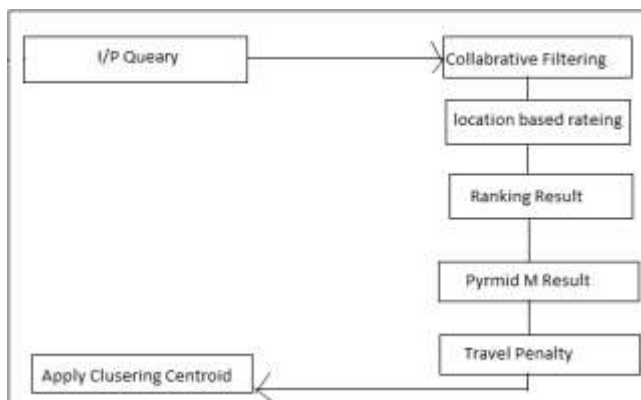 I/P Queary
Collabrative Filtering
location based rateing
Ranking Result
Pyrmid M Result
Travel Penalty
Apply Clusering Centroid